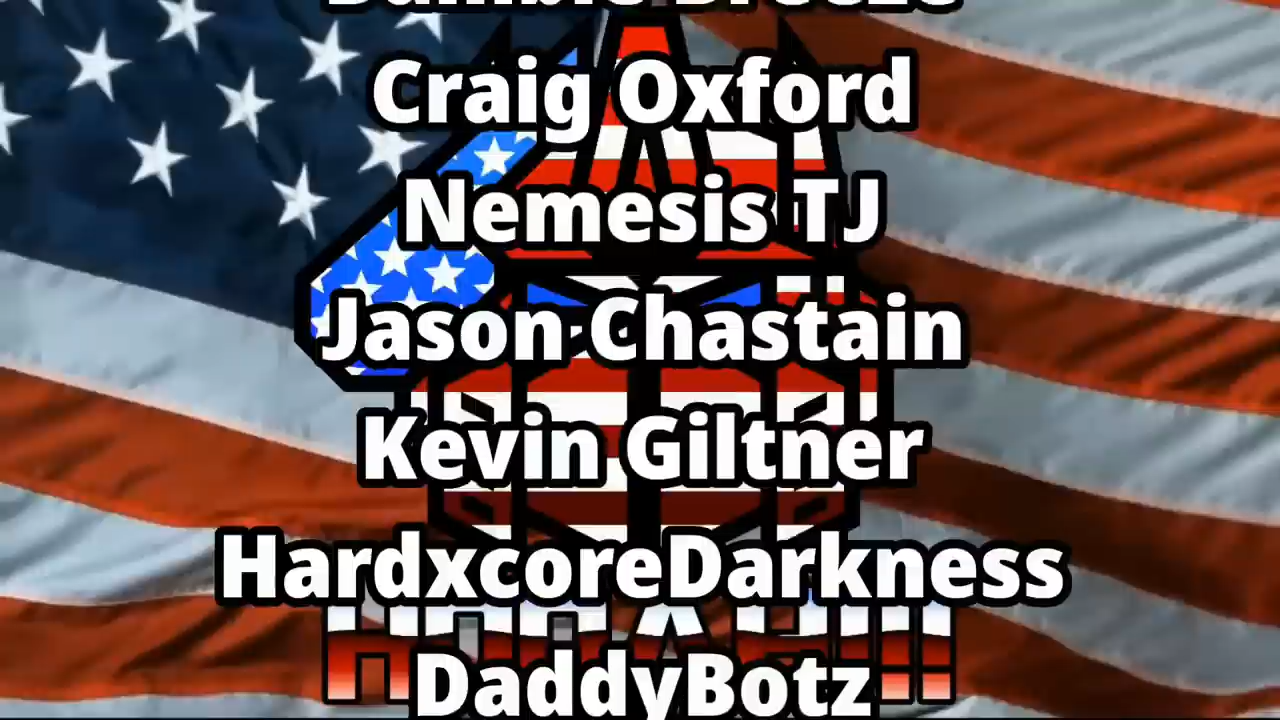 Craig Oxford
Nemesis TJ
Jason Chastain
Kevin Giltner
HardxcoreDarkness
DaddyBotz